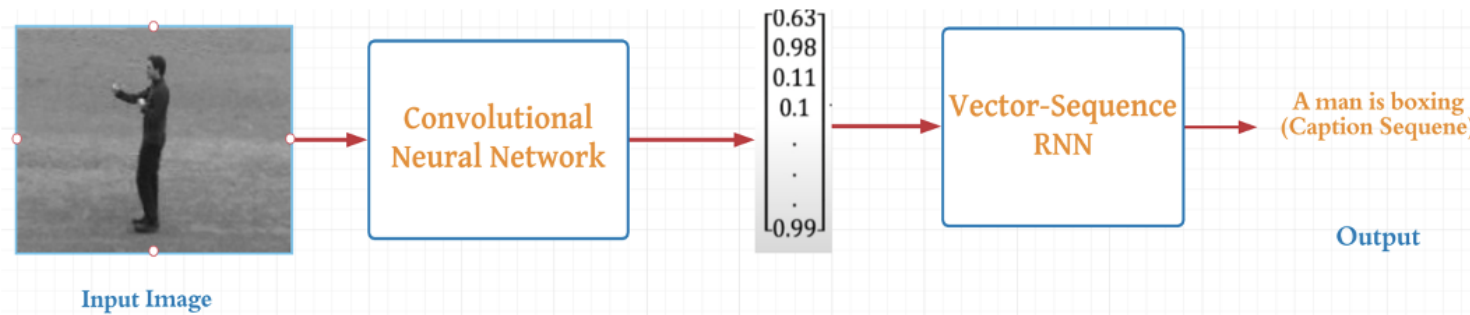 Convolutional
Neural Network
0.63
0.98
0.11
0.1
.
.
.
0.99
Vector-Sequence
RNN
A man is boxing
(Caption Sequene)
Output
Input Image